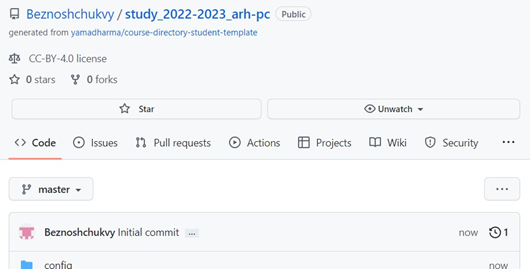 Beznoshchukvy / study_2022-2023_arh-pc Public
generated from yamadharma/course-directory-student-template
CC-BY-4.0 license
0 stars 0 forks
Star Unwatch
Code Issues Pull requests Actions Projects Wiki Security ...
master ...
Beznoshchukvy Initial commit ... now 1
config now